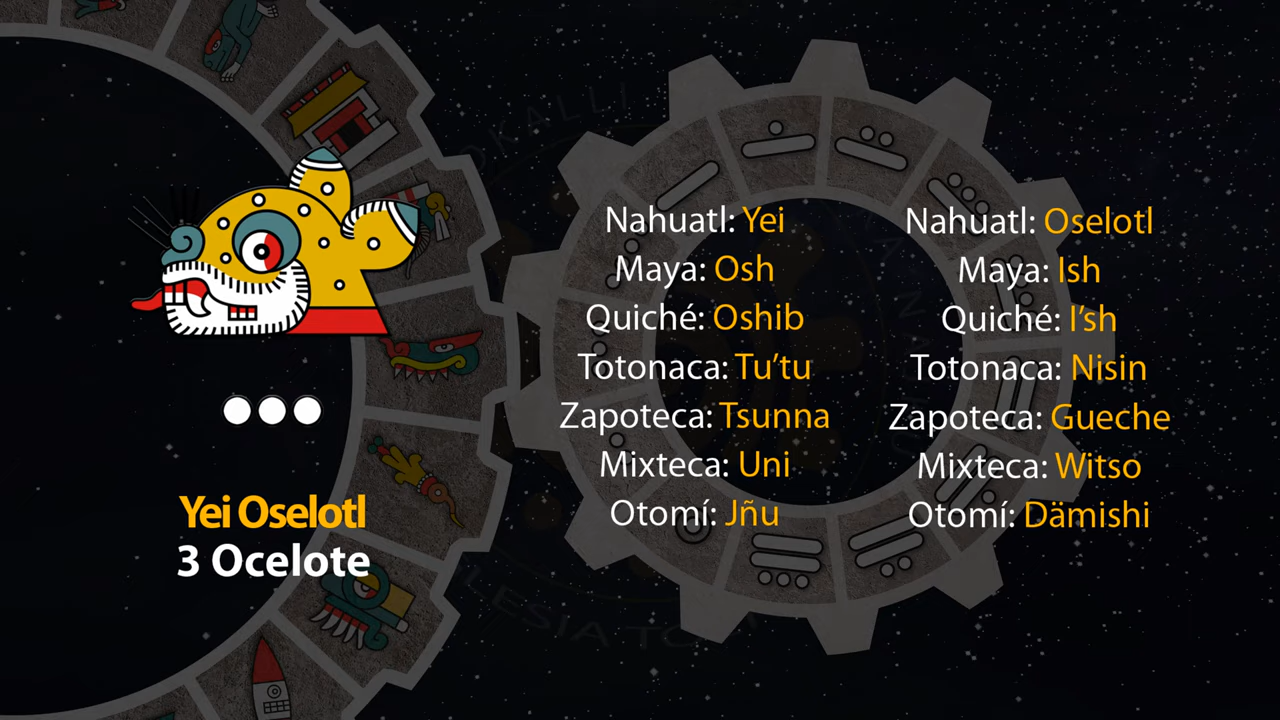 Yei Oselotl
3 Ocelote
Nahuatl: Yei
Maya: Osh
Quiché: Oshib
Totonaca: Tu’tu
Zapoteca: Tsunna
Mixteca: Uni
Otomí: Jñu
Nahuatl: Oselotl
Maya: Ish
Quiché: I’sh
Totonaca: Nisin
Zapoteca: Gueche
Mixteca: Witso
Otomí: Dämishi